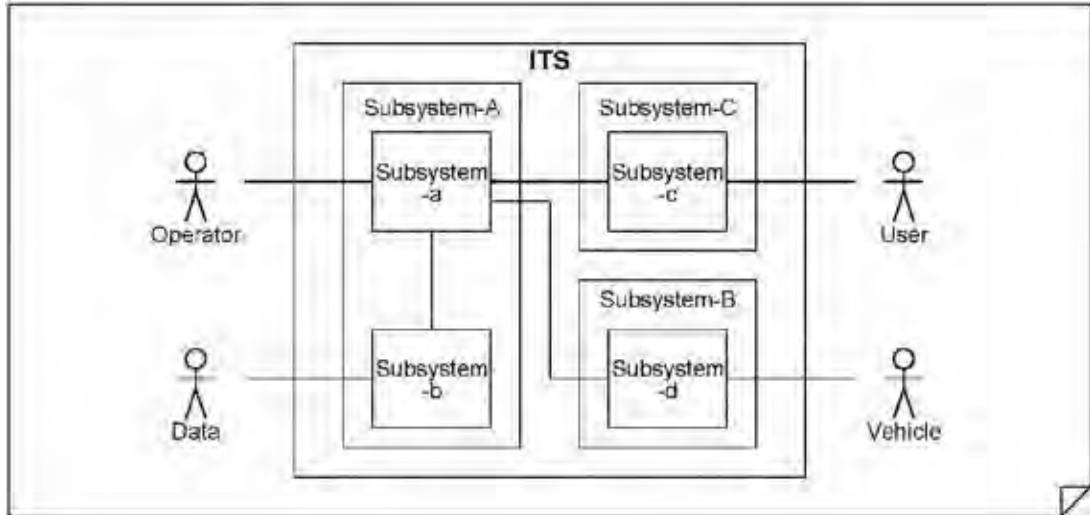 ITS
Subsystem-A
Subsystem-C
Subsystem
-a
Subsystem
-c
Operator
User
Subsystem-B
Subsystem
-b
Subsystem
-d
Data
Vehicle